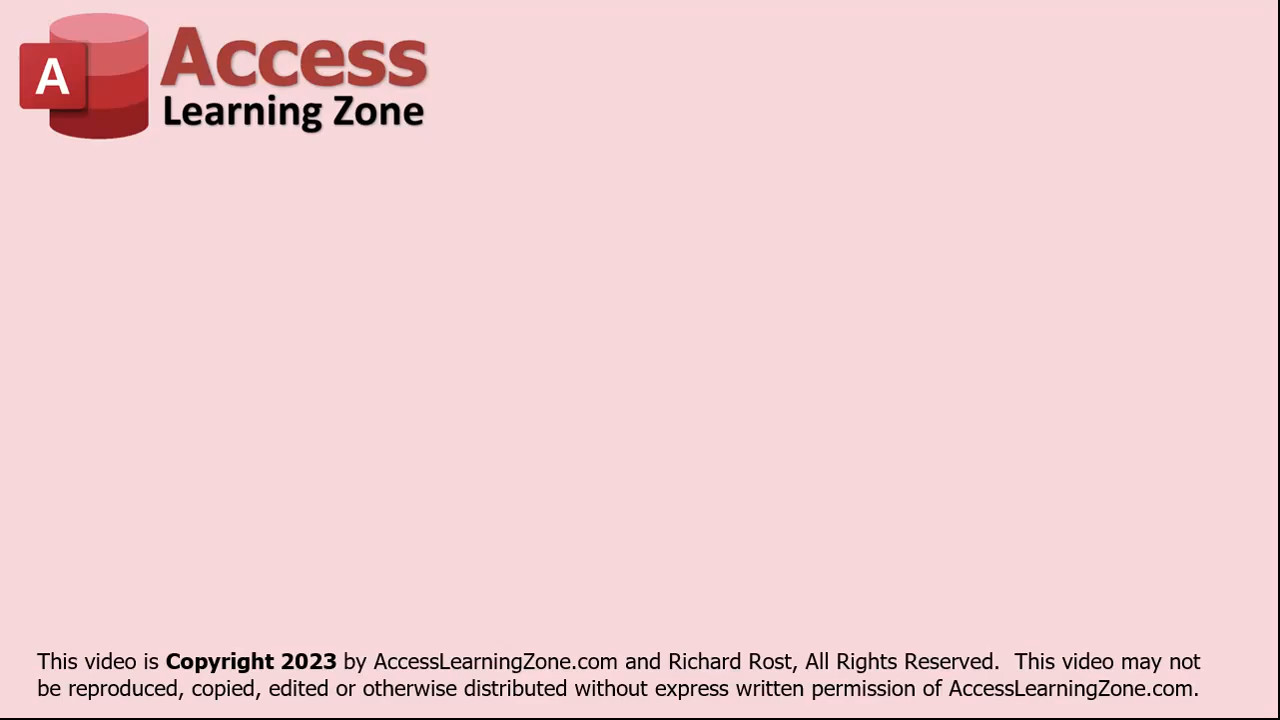 A
Access
Learning Zone
This video is Copyright 2023 by AccessLearningZone.com and Richard Rost, All Rights Reserved.  This video may not
be reproduced, copied, edited or otherwise distributed without express written permission of AccessLearningZone.com.